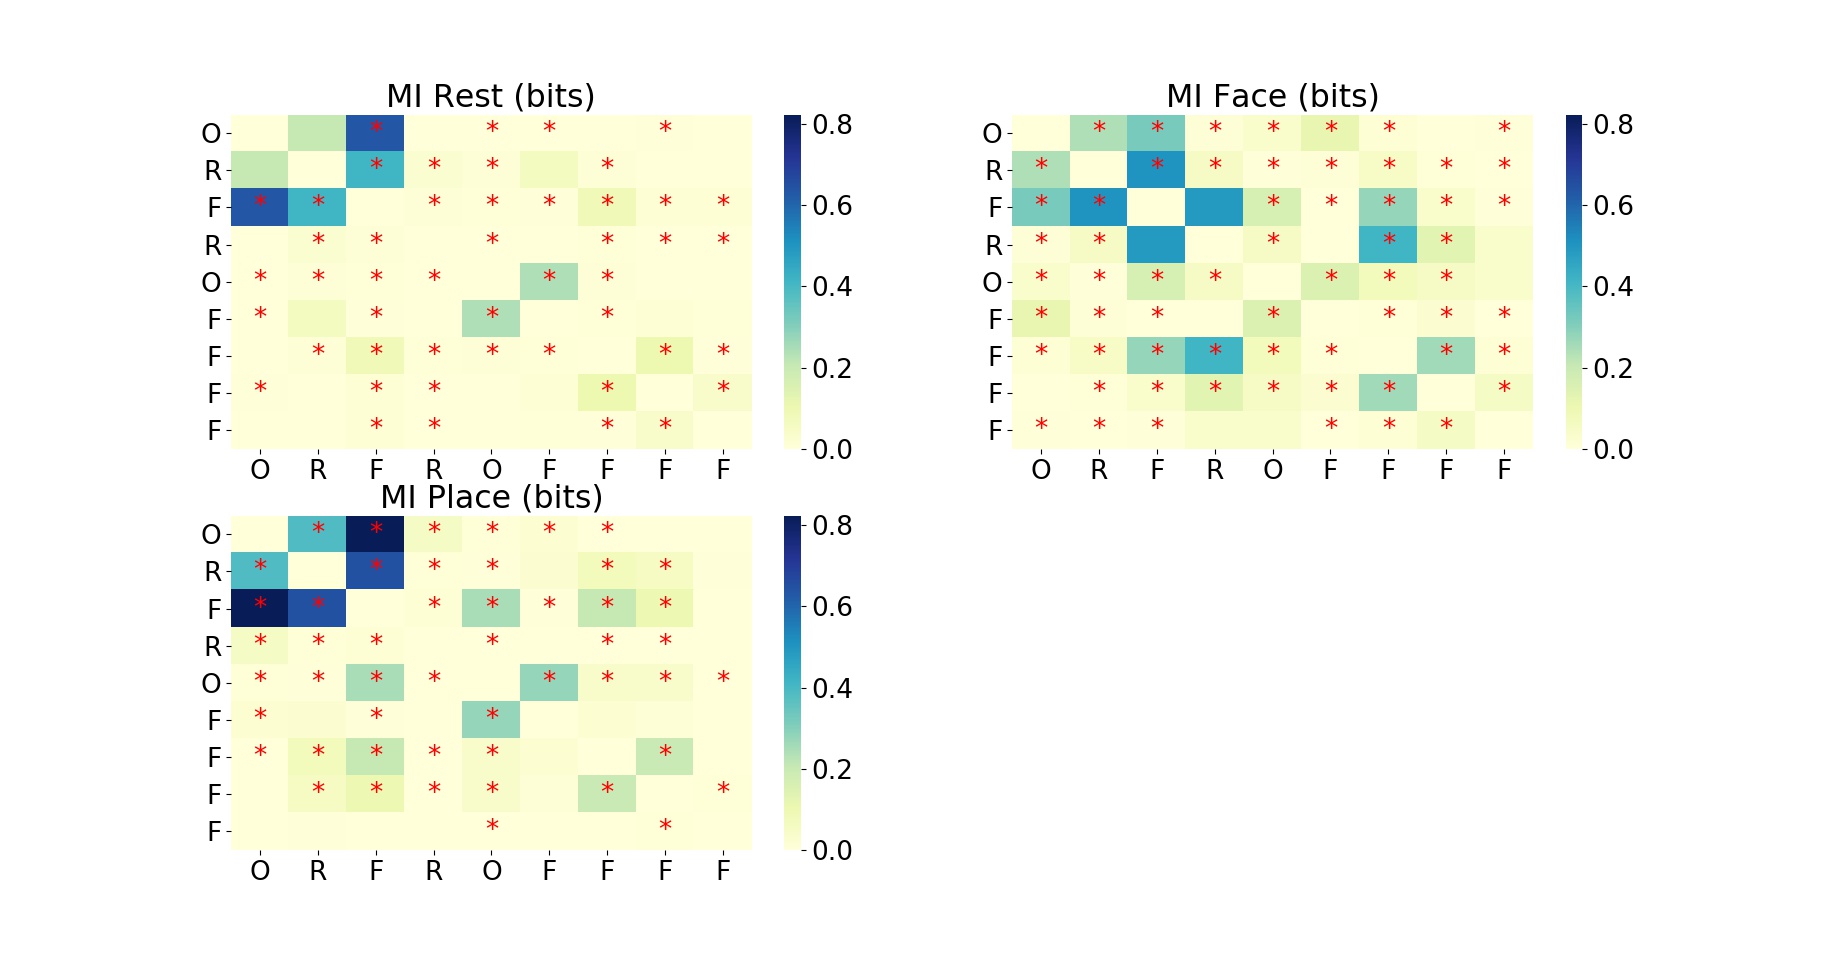 MI Rest (bits)
O * * * *
R * * * * *
F * * * * * * * *
R * * * * * *
O * * * * * *
F * * * *
F * * * * * * *
F * * * * *
F * * * *
O R F R O F F F F
0.8
0.6
0.4
0.2
0.0
MI Face (bits)
O * * * * * * *
R * * * * * * * *
F * * * * * * *
R * * * * *
O * * * * * * *
F * * * * * * *
F * * * * * * * *
F * * * * * * *
F * * * * * *
O R F R O F F F F
0.8
0.6
0.4
0.2
0.0
MI Place (bits)
O * * * * * *
R * * * * * *
F * * * * * * *
R * * * * * *
O * * * * * * * *
F * * *
F * * * * * *
F * * * * * *
F * *
O R F R O F F F F
0.8
0.6
0.4
0.2
0.0